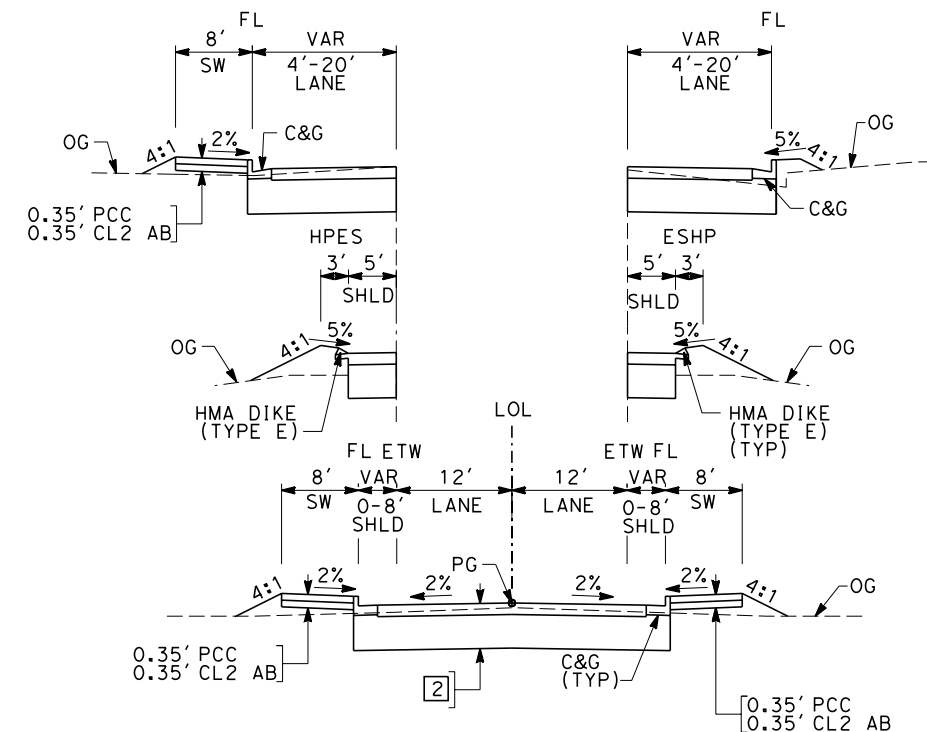 FL
FL
8' VAR
SW 4'-20'
LANE
VAR
4'-20'
LANE
OG 4:1 2% C&G
5% 4:1 OG
C&G
0.35' PCC
0.35' CL2 AB
HPES
ESHP
3' 5'
SHLD
5' 3'
SHLD
OG 4:1 5%
5% 4:1 OG
HMA DIKE
(TYPE E)
LOL
HMA DIKE
(TYPE E)
(TYP)
FL ETW
ETW FL
8' VAR 12' 12' VAR 8'
SW 0-8' LANE LANE 0-8' SW
SHLD SHLD
PG
4:1 2% 2% 2% 2% 4:1 OG
0.35' PCC
0.35' CL2 AB
2
C&G
(TYP)
0.35' PCC
0.35' CL2 AB